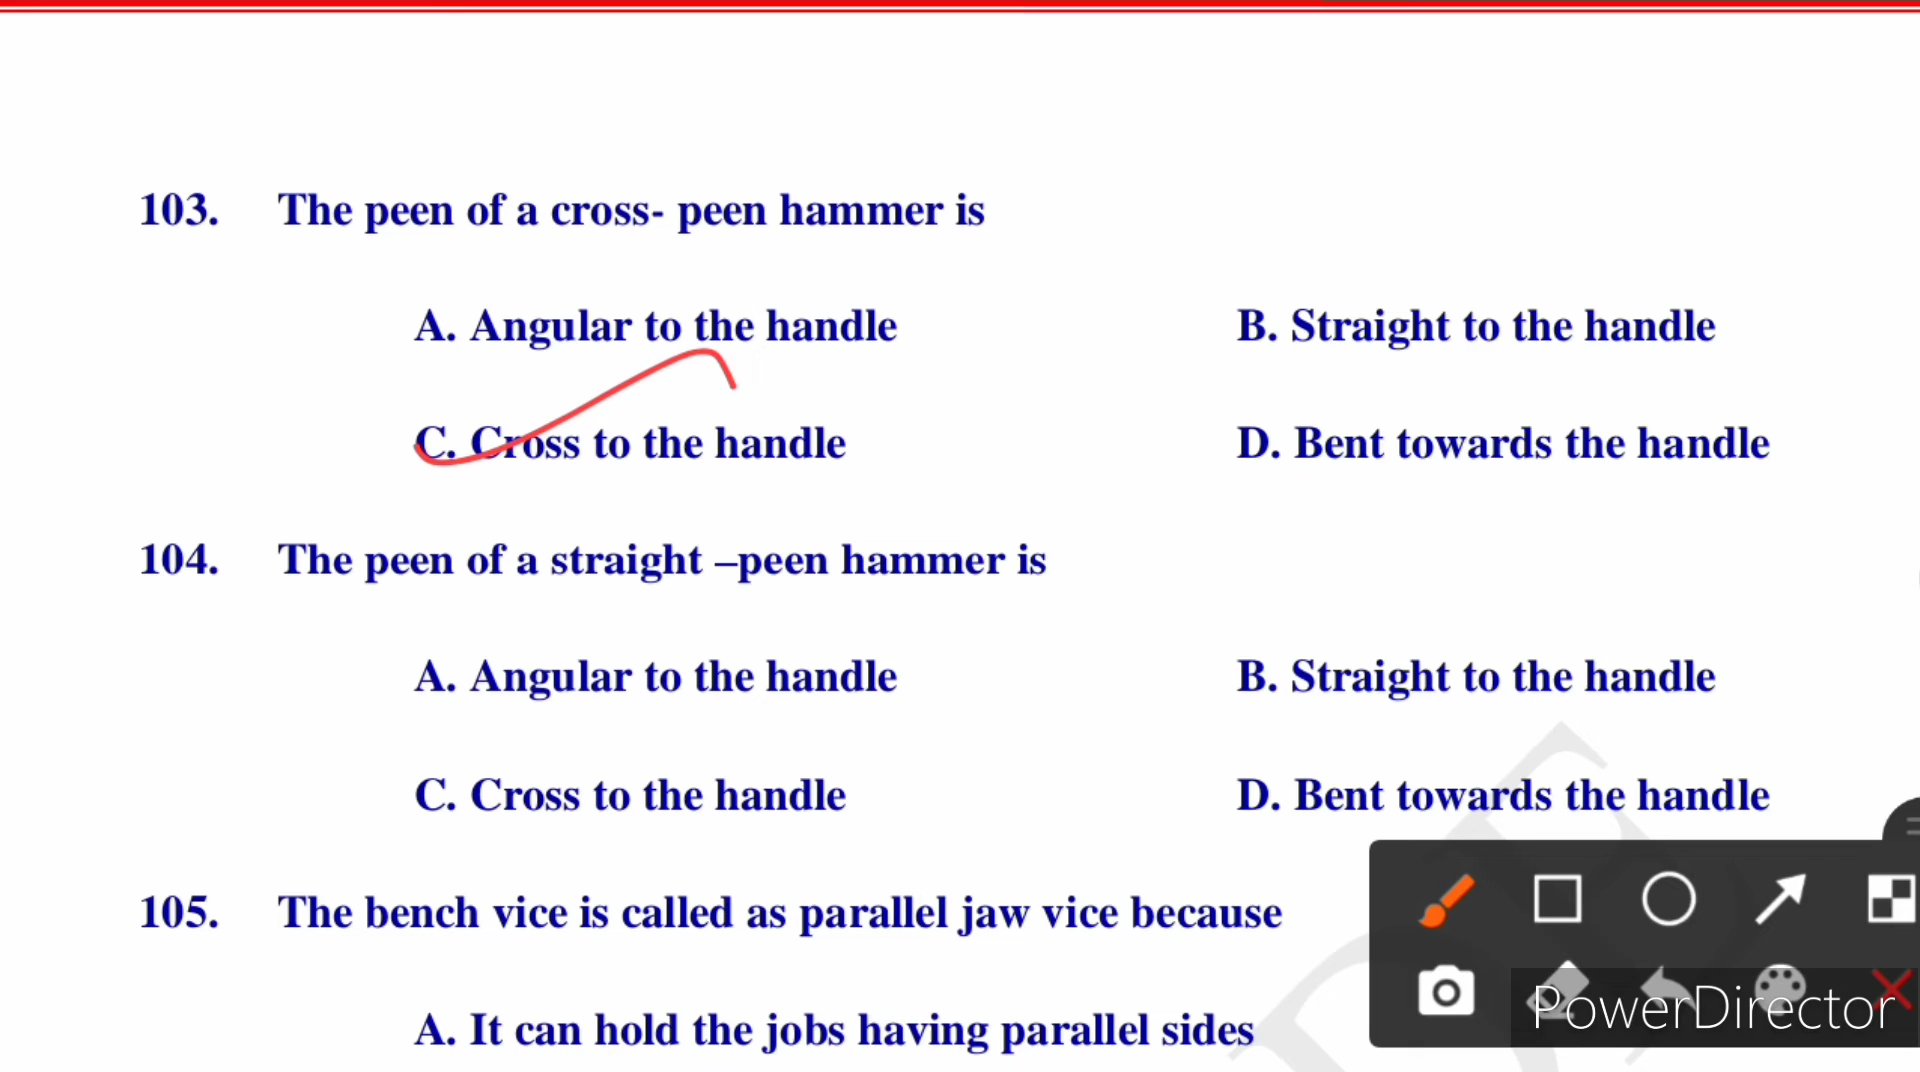 103. The peen of a cross- peen hammer is
A. Angular to the handle B. Straight to the handle
C. Cross to the handle D. Bent towards the handle
104. The peen of a straight –peen hammer is
A. Angular to the handle B. Straight to the handle
C. Cross to the handle D. Bent towards the handle
105. The bench vice is called as parallel jaw vice because
A. It can hold the jobs having parallel sides
PowerDirector